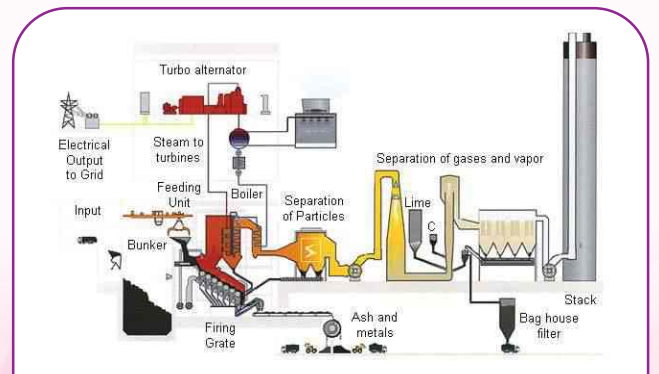 Turbo alternator
Electrical
Output
to Grid
Steam to
turbines
Separation of gases and vapor
Feeding
Unit
Boiler
Separation
of Particles
Lime
C
Input
Bunker
Firing
Grate
Ash and
metals
Bag house
filter
Stack